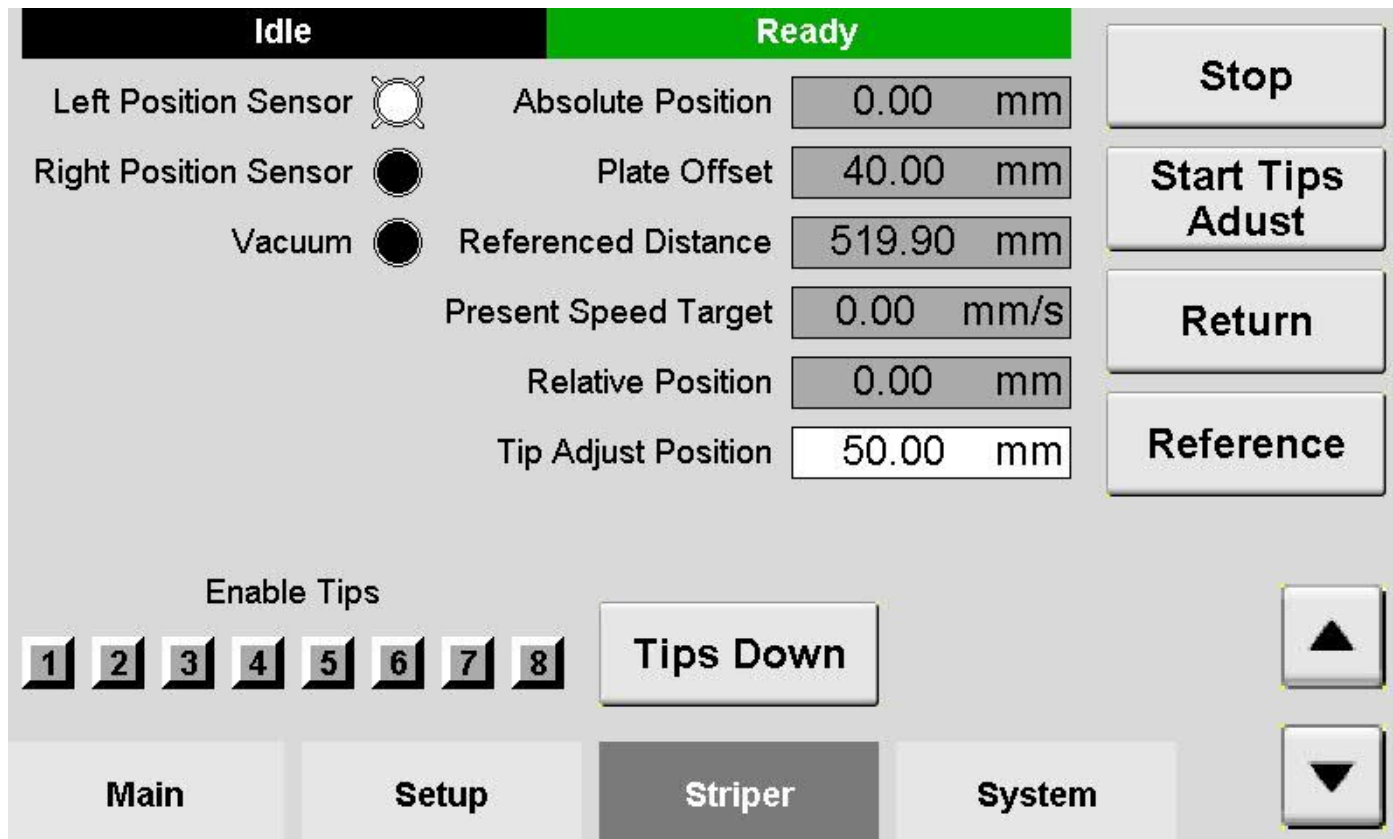 Idle
Ready
Left Position Sensor
Absolute Position 0.00 mm
Stop
Right Position Sensor
Plate Offset 40.00 mm
Start Tips
Adust
Vacuum
Referenced Distance 519.90 mm
Present Speed Target 0.00 mm/s
Return
Relative Position 0.00 mm
Tip Adjust Position 50.00 mm
Reference
Enable Tips
1 2 3 4 5 6 7 8
Tips Down
Main
Setup
Striper
System